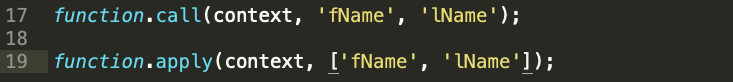 17 function.call(context, 'fName', 'lName');
18
19 function.apply(context, ['fName', 'lName']);